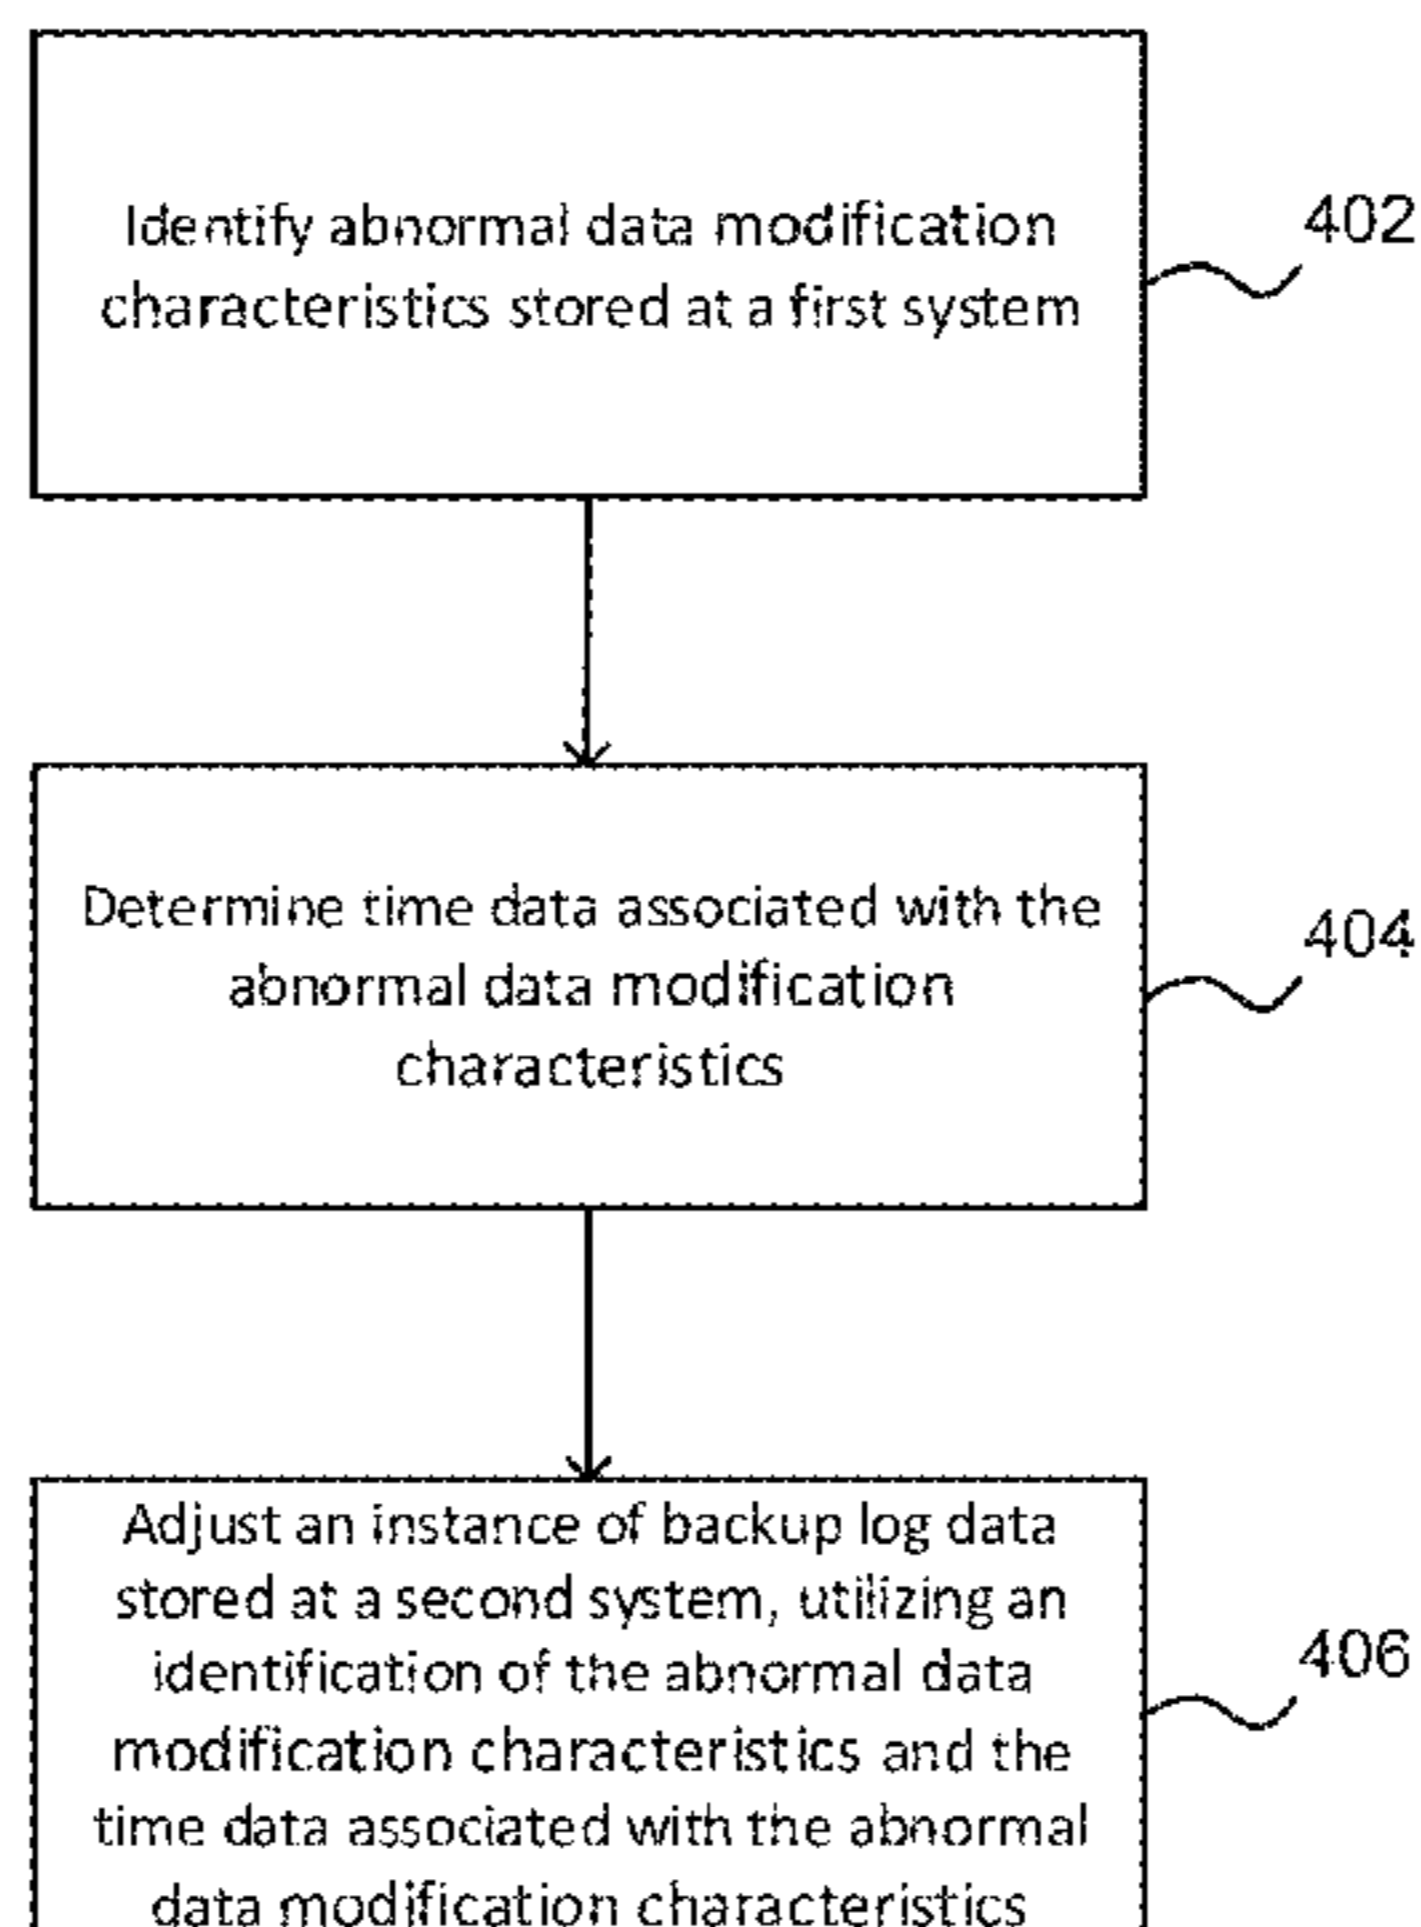 Identify abnormal data modification
characteristics stored at a first system
402
Determine time data associated with the
abnormal data modification
characteristics
404
Adjust an instance of backup log data
stored at a second system, utilizing an
identification of the abnormal data
modification characteristics and the
time data associated with the abnormal
data modification characteristics
406